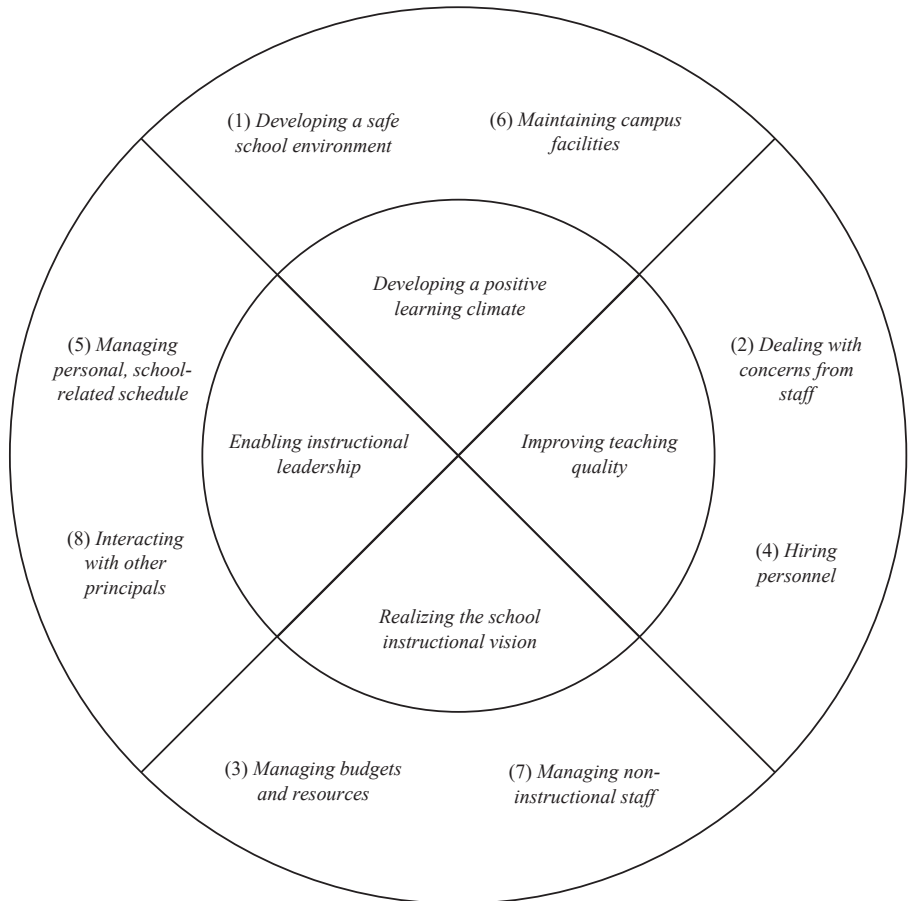 (1) Developing a safe
school environment
(6) Maintaining campus
facilities
Developing a positive
learning climate
(5) Managing
personal, school-
related schedule
(2) Dealing with
concerns from
staff
Enabling instructional
leadership
Improving teaching
quality
(8) Interacting
with other
principals
(4) Hiring
personnel
Realizing the school
instructional vision
(3) Managing budgets
and resources
(7) Managing non-
instructional staff